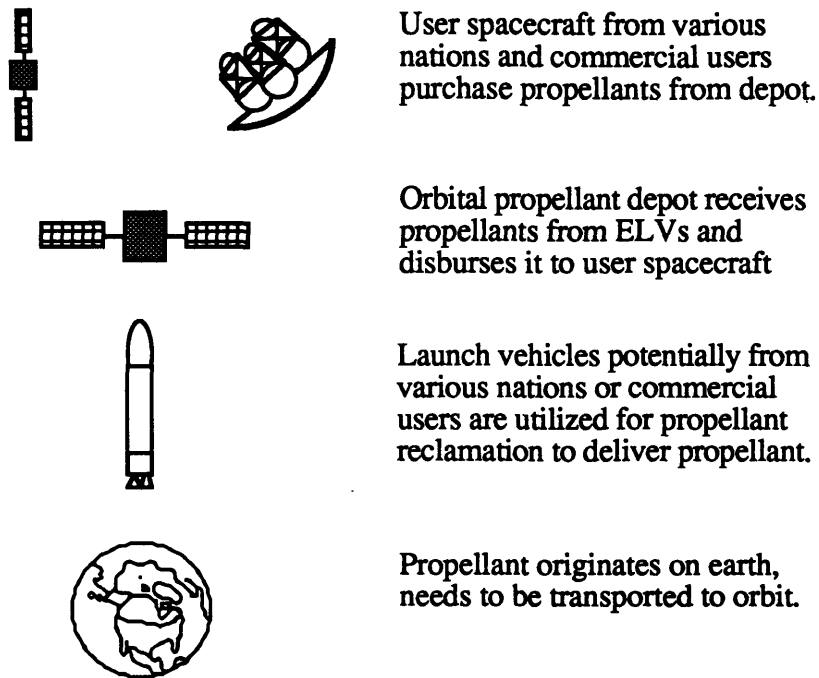 User spacecraft from various
nations and commercial users
purchase propellants from depot.
Orbital propellant depot receives
propellants from ELVs and
disburses it to user spacecraft
Launch vehicles potentially from
various nations or commercial
users are utilized for propellant
reclamation to deliver propellant.
Propellant originates on earth,
needs to be transported to orbit.